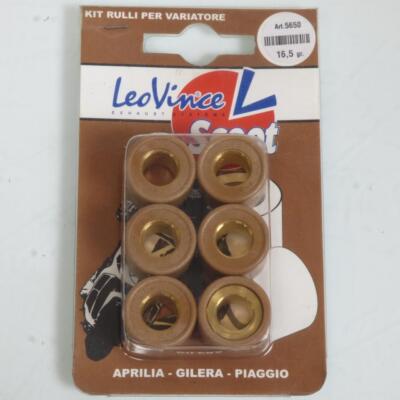 KIT RULLI PER VARIATORE
Art. 5650
16,5 gr.
LeoVince
EXHAUST SYSTEMS
Scoot
APRILIA - GILERA - PIAGGIO